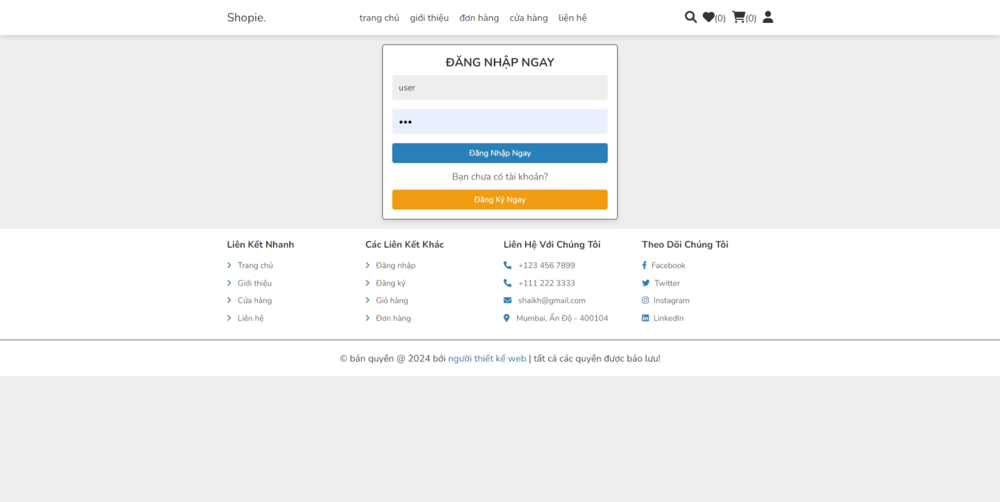 Shopie.
trang chủ giới thiệu đơn hàng cửa hàng liên hệ
(0) (0)
ĐĂNG NHẬP NGAY
user
•••
Đăng Nhập Ngay
Bạn chưa có tài khoản?
Đăng Ký Ngay
Liên Kết Nhanh
Trang chủ
Giới thiệu
Cửa hàng
Liên hệ
Các Liên Kết Khác
Đăng nhập
Đăng ký
Giỏ hàng
Đơn hàng
Liên Hệ Với Chúng Tôi
+123 456 7899
+111 222 3333
shaikh@gmail.com
Mumbai, Ấn Độ - 400104
Theo Dõi Chúng Tôi
Facebook
Twitter
Instagram
LinkedIn
© bản quyền @ 2024 bởi người thiết kế web | tất cả các quyền được bảo lưu!